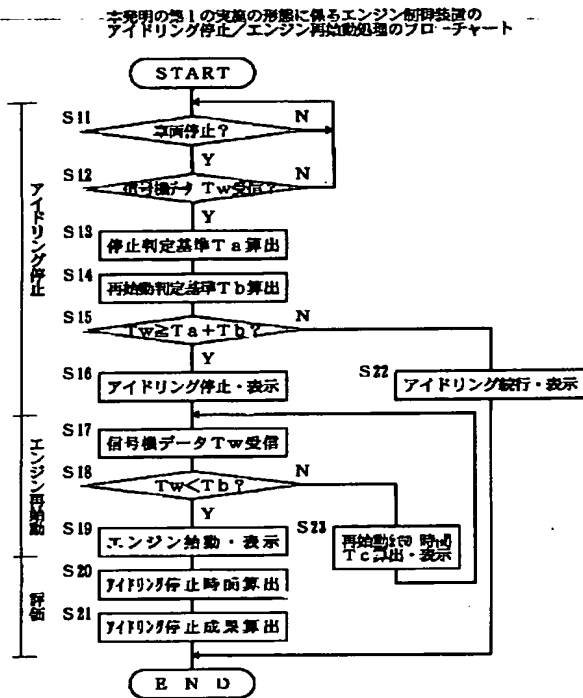 本発明の第1の実施の形態に係るエンジン制御装置の
アイドリング停止/エンジン再始動処理のフローチャート
START
S11
車両停止?
N
Y
S12
信号機データ Tw受信?
N
Y
S13
停止判定基準Ta算出
S14
再始動判定基準Tb算出
S15
Tw≧Ta+Tb?
N
Y
S16
アイドリング停止・表示
S22
アイドリング続行・表示
アイドリング停止
S17
信号機データTw受信
S18
Tw<Tb?
N
Y
S19
エンジン始動・表示
S23
再始動 時間
Tc算出・表示
エンジン再始動
S20
アイドリング停止時間算出
S21
アイドリング停止成果算出
評価
END